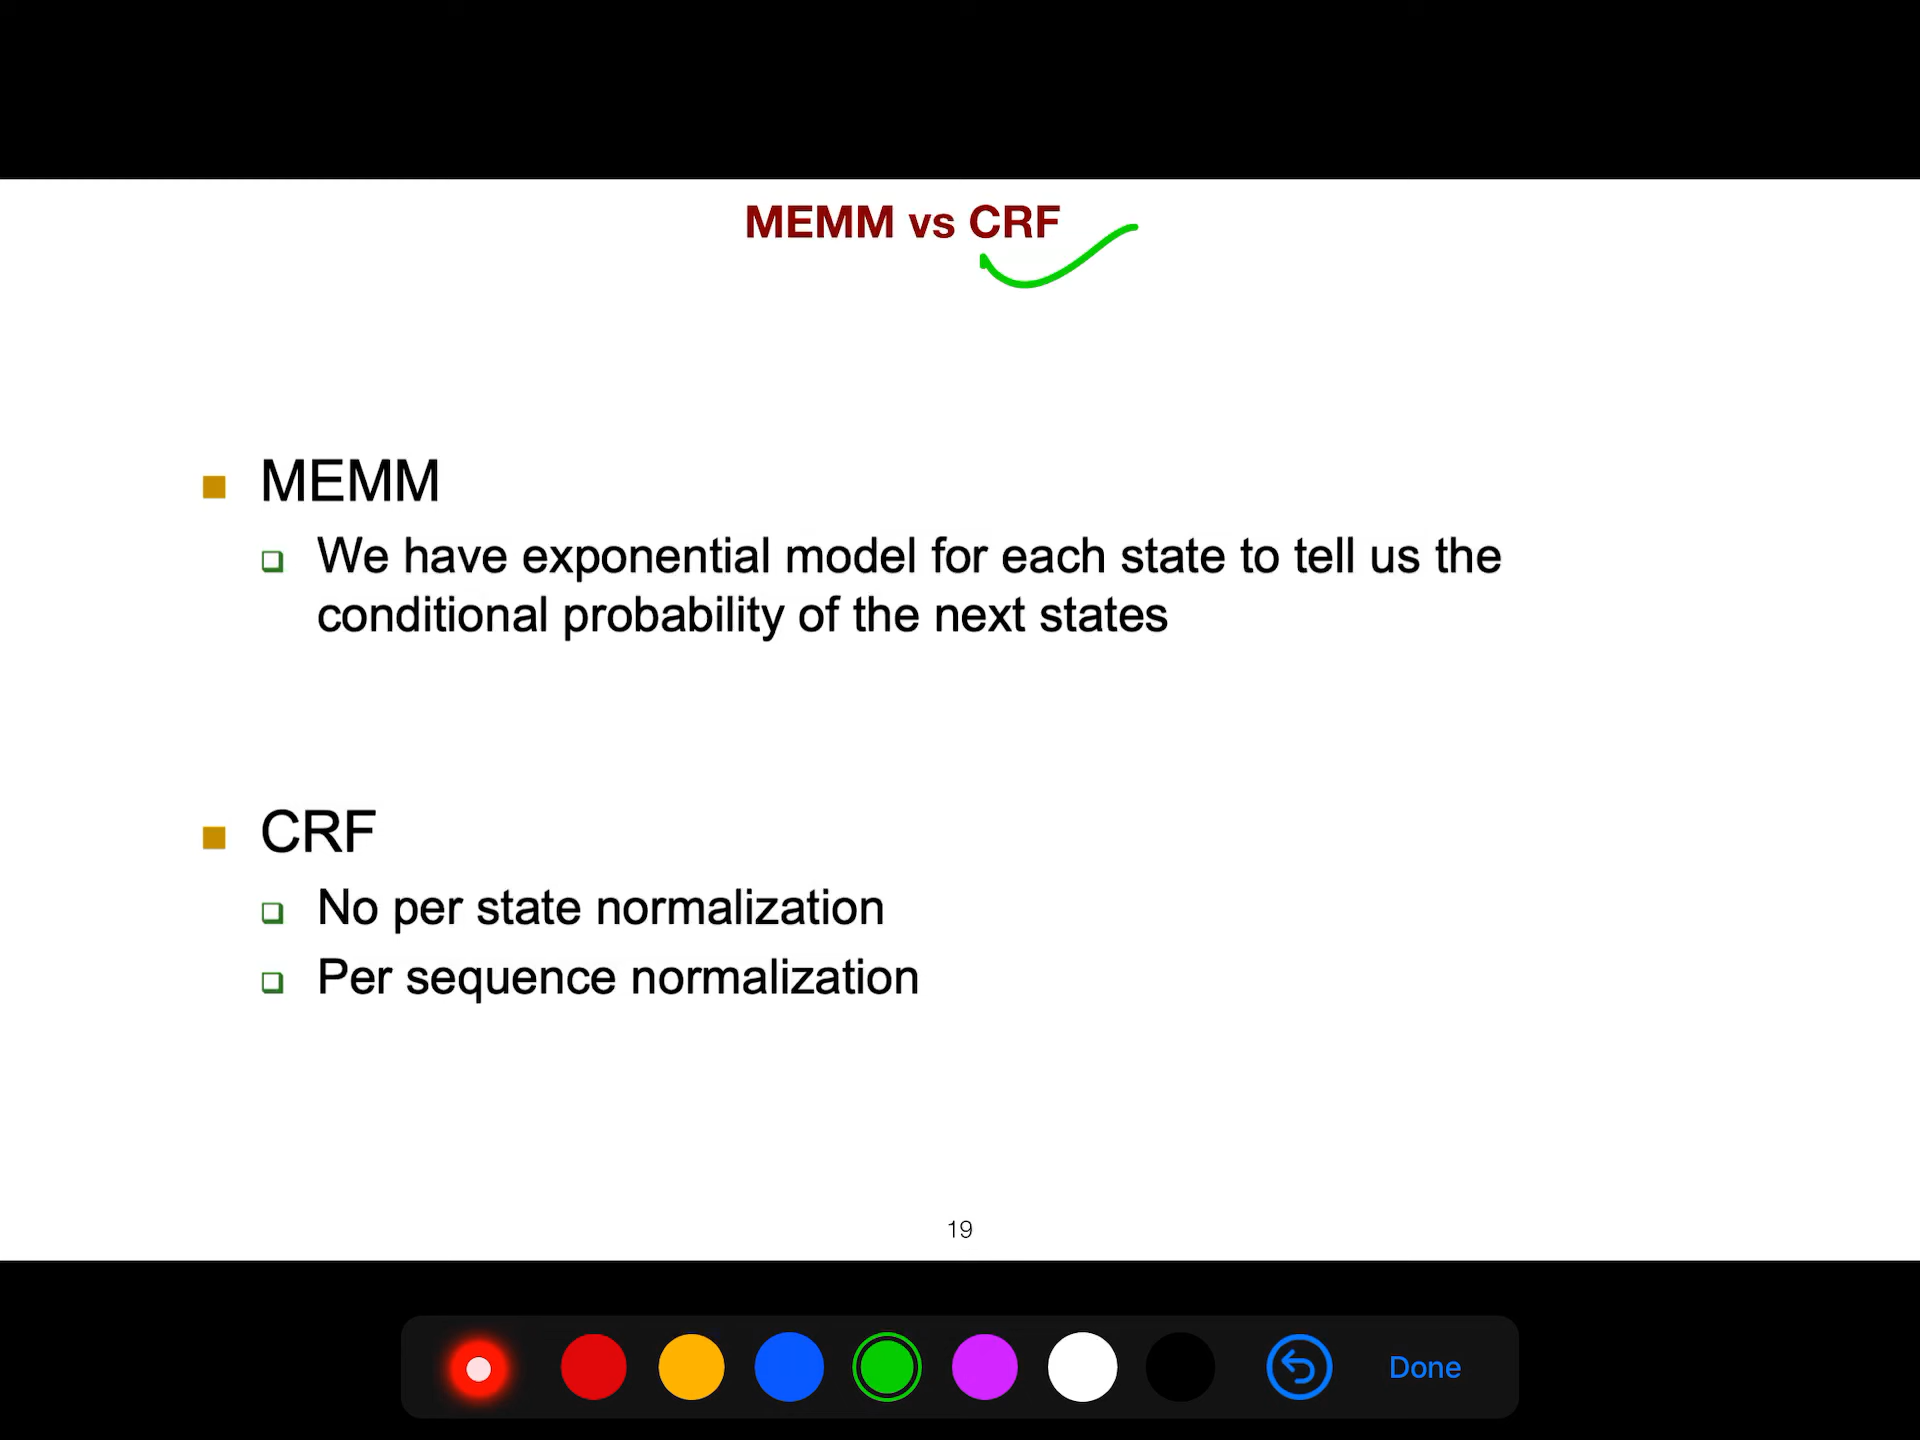 MEMM vs CRF
MEMM
We have exponential model for each state to tell us the
conditional probability of the next states
CRF
No per state normalization
Per sequence normalization
19
Done